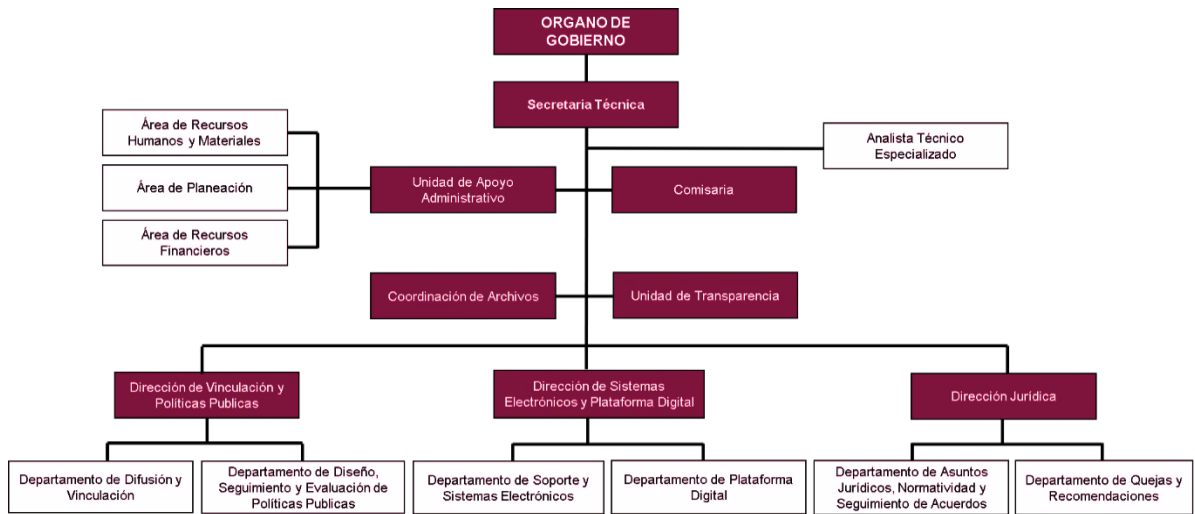 ORGANO DE
GOBIERNO
Secretaria Técnica
Área de Recursos
Humanos y Materiales
Analista Técnico
Especializado
Área de Planeación
Unidad de Apoyo
Administrativo
Comisaria
Área de Recursos
Financieros
Coordinación de Archivos
Unidad de Transparencia
Dirección de Vinculación y
Políticas Publicas
Dirección de Sistemas
Electrónicos y Plataforma Digital
Dirección Jurídica
Departamento de Difusión y
Vinculación
Departamento de Diseño,
Seguimiento y Evaluación de
Políticas Publicas
Departamento de Soporte y
Sistemas Electrónicos
Departamento de Plataforma
Digital
Departamento de Asuntos
Jurídicos, Normatividad y
Seguimiento de Acuerdos
Departamento de Quejas y
Recomendaciones